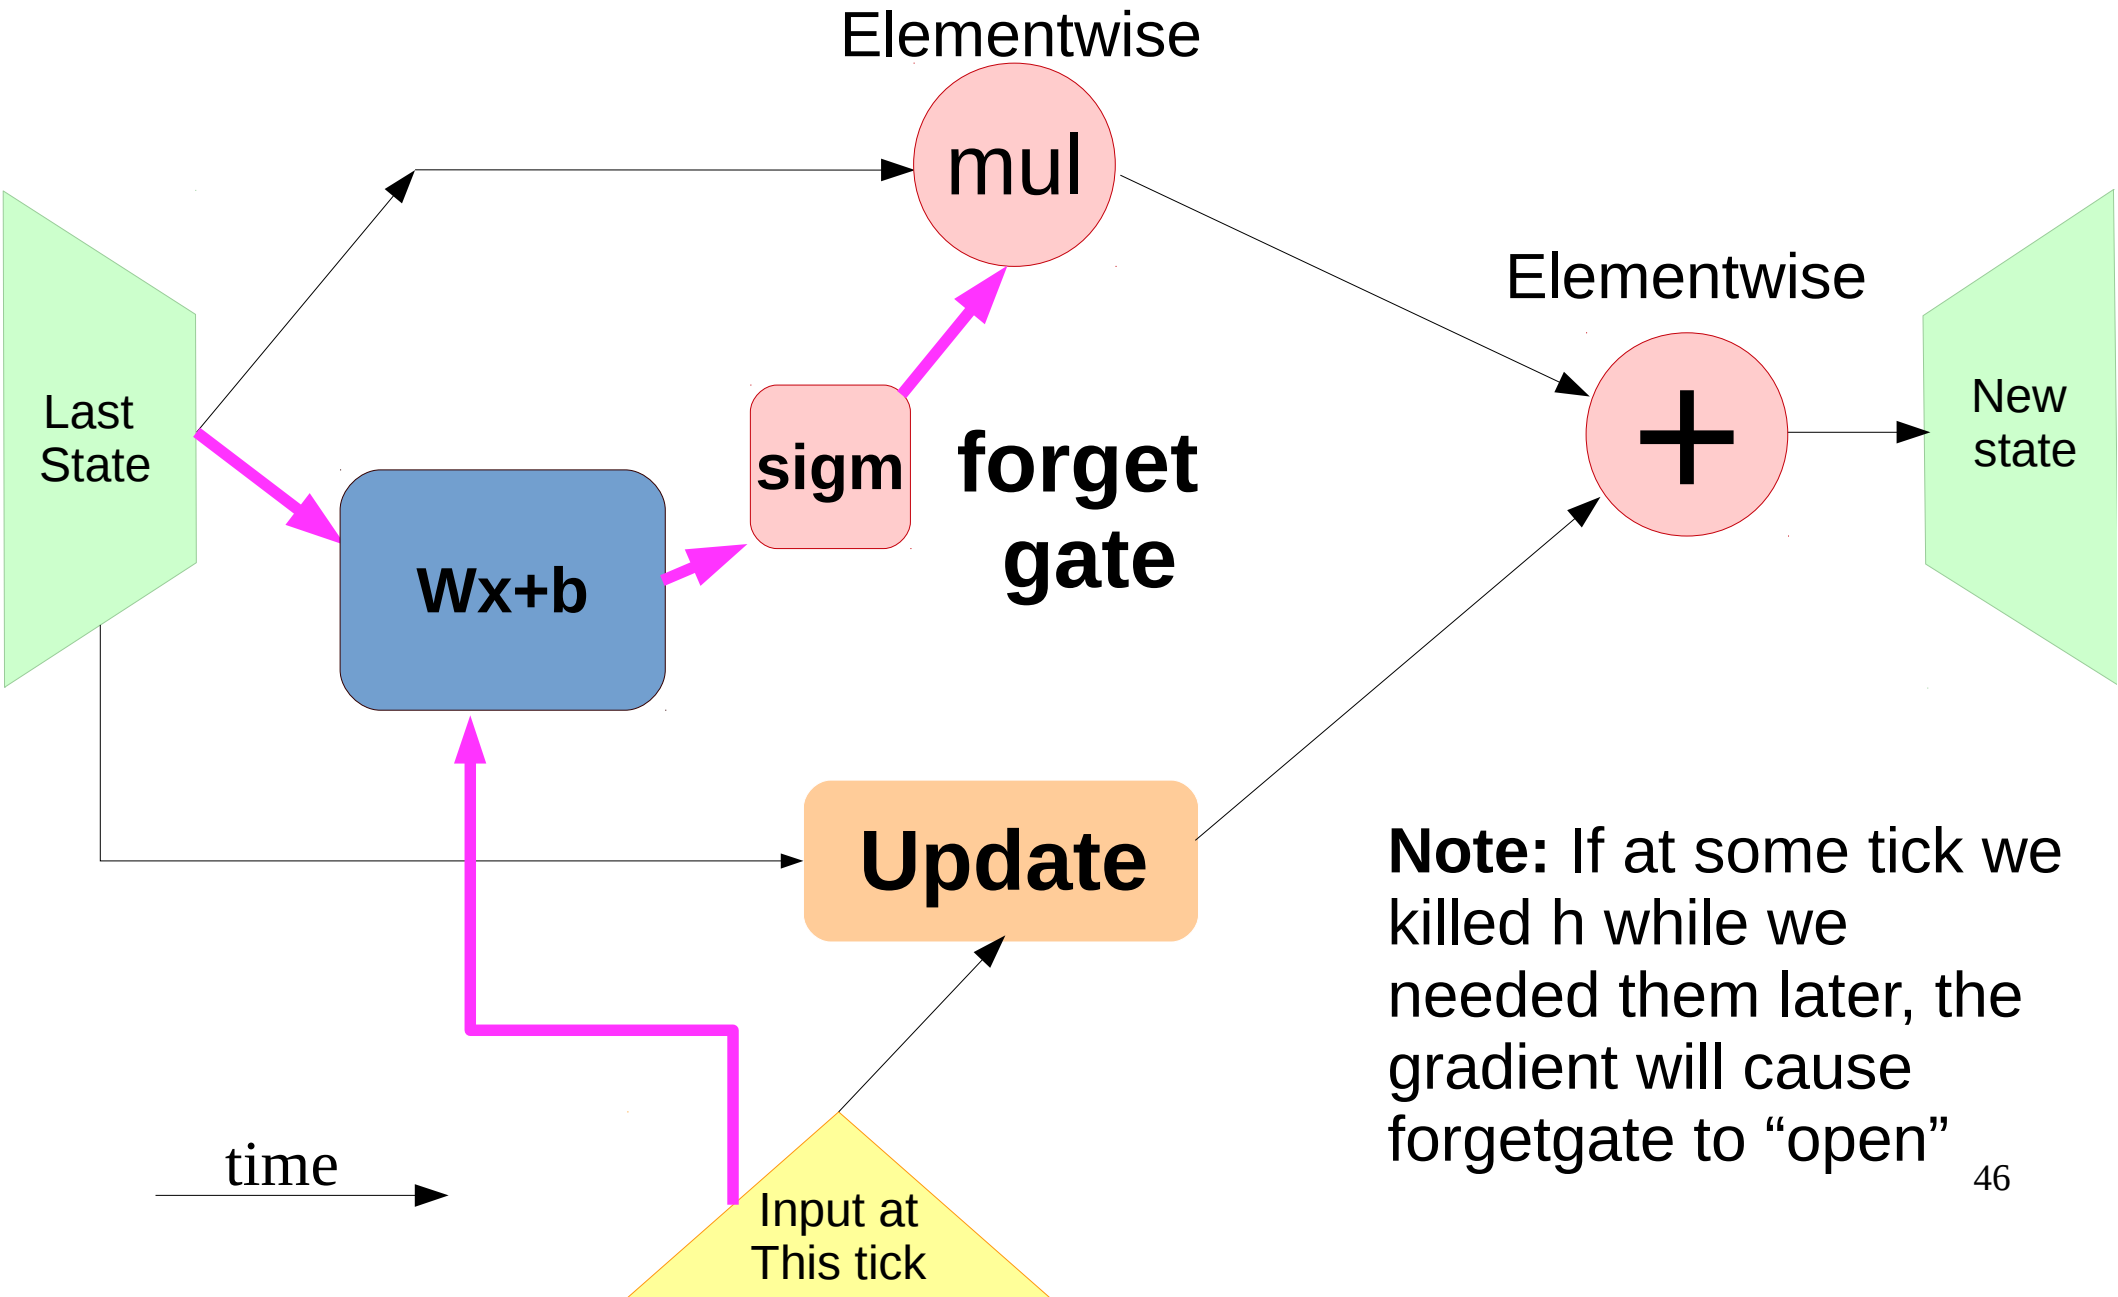 Elementwise
mul
Elementwise
+
Last
State
New
state
sigm
forget
gate
Wx+b
Update
Note: If at some tick we
killed h while we
needed them later, the
gradient will cause
forgetgate to “open”
time
Input at
This tick
46